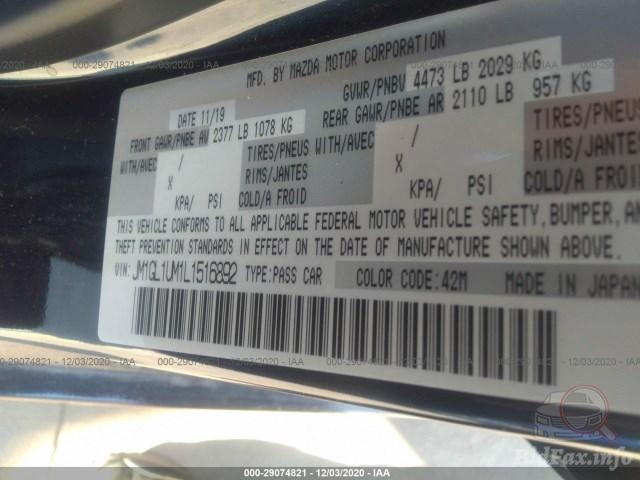 000-29074821 • 12/03/2020 - IAA
MFD. BY MAZDA MOTOR CORPORATION
DATE 11/19
GVWR/PNBV 4473 LB 2029 KG
FRONT GAWR/PNBE AV 2377 LB 1078 KG
REAR GAWR/PNBE AR 2110 LB 957 KG
WITH/AVEC / TIRES/PNEUS WITH/AVEC / TIRES/PNEUS
X RIMS/JANTES X RIMS/JANTES
KPA/ PSI COLD/A FROID KPA/ PSI COLD/A FROID
THIS VEHICLE CONFORMS TO ALL APPLICABLE FEDERAL MOTOR VEHICLE SAFETY, BUMPER, AND
THEFT PREVENTION STANDARDS IN EFFECT ON THE DATE OF MANUFACTURE SHOWN ABOVE.
VIN: JM1GL1UM1L1516892 TYPE:PASS CAR COLOR CODE:42M MADE IN JAPAN
000-29074821 • 12/03/2020 - IAA
BidFax.info
000-29074821 • 12/03/2020 - IAA